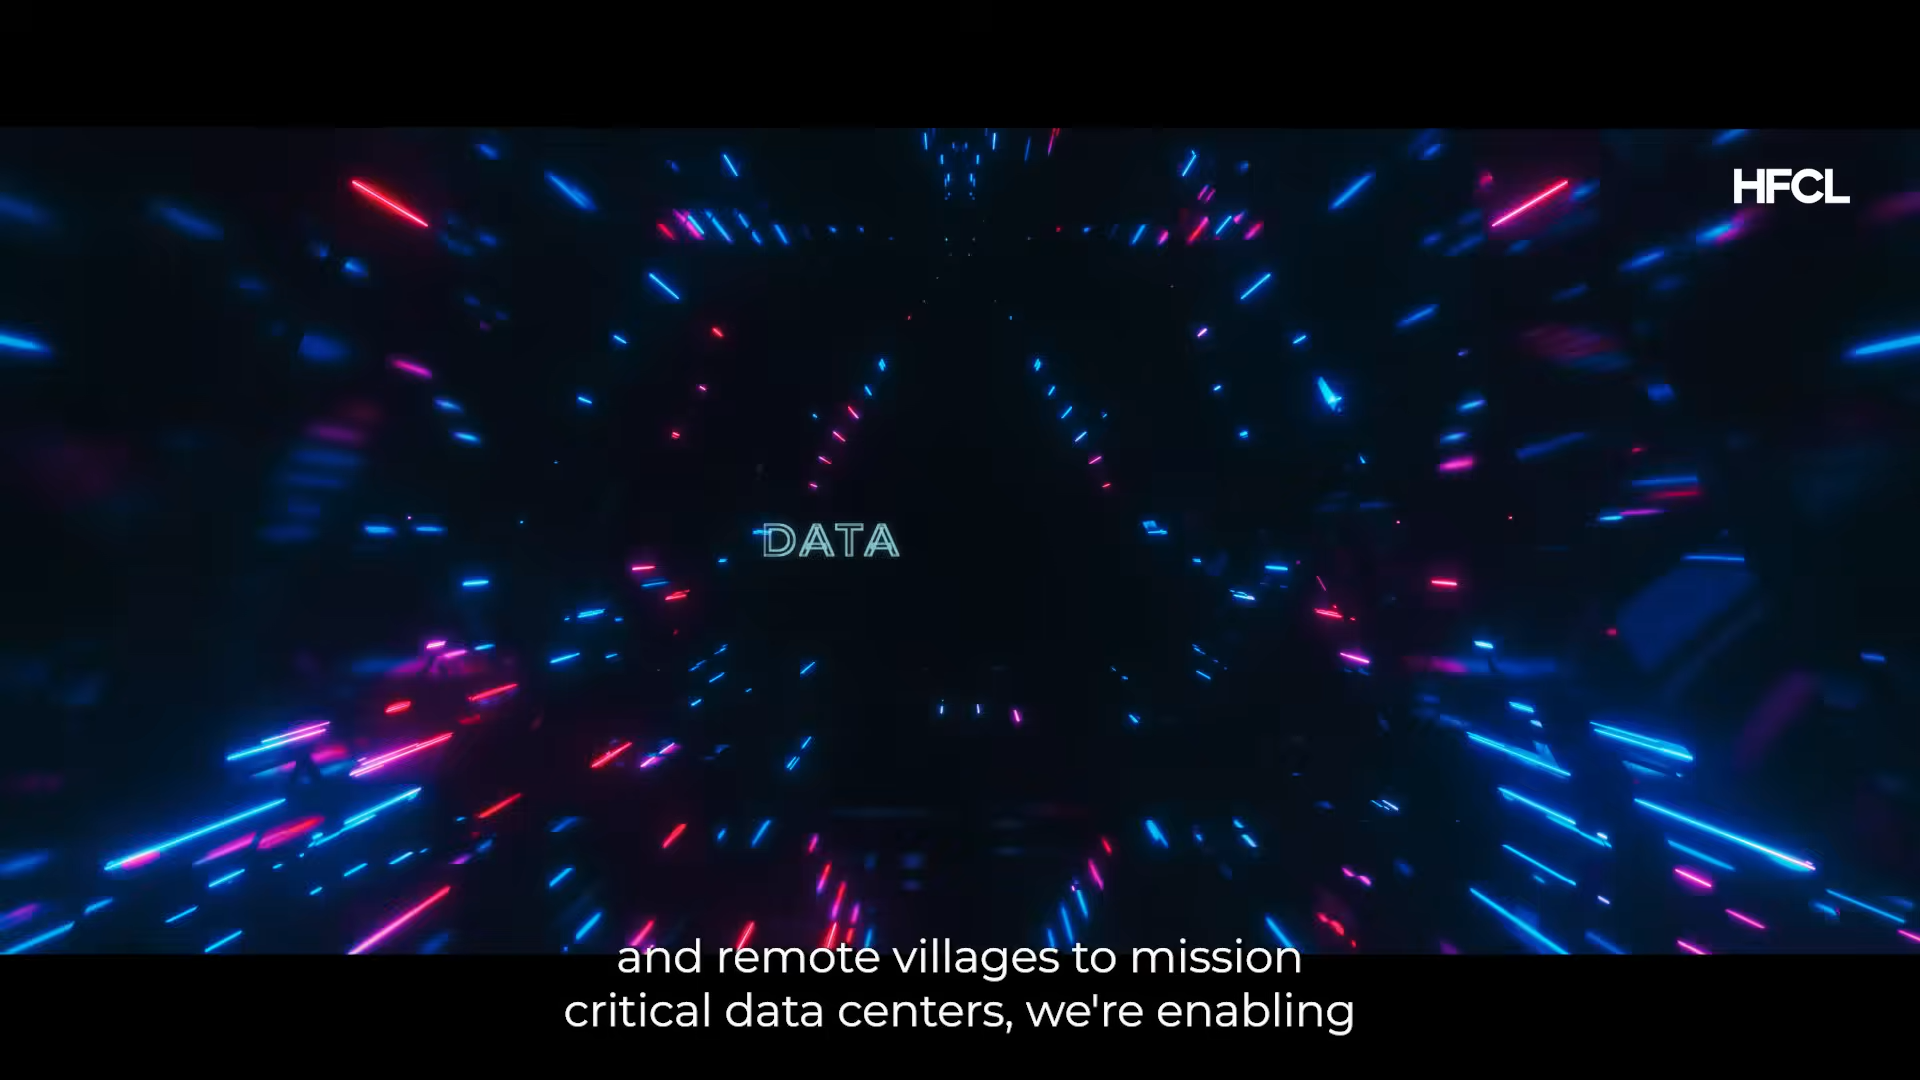 HFCL
DATA
and remote villages to mission
critical data centers, we're enabling